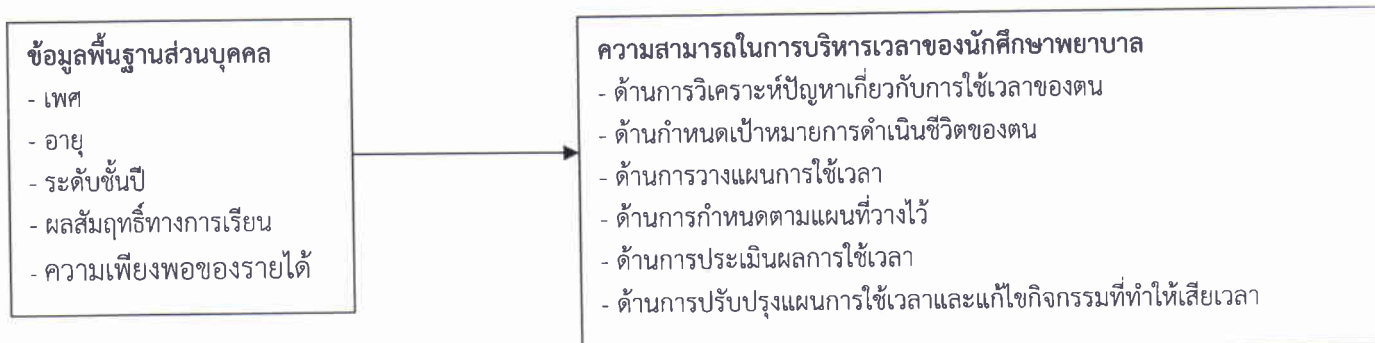 ข้อมูลพื้นฐานส่วนบุคคล
- เพศ
- อายุ
- ระดับชั้นปี
- ผลสัมฤทธิ์ทางการเรียน
- ความเพียงพอของรายได้
ความสามารถในการบริหารเวลาของนักศึกษาพยาบาล
- ด้านการวิเคราะห์ปัญหาเกี่ยวกับการใช้เวลาของตน
- ด้านกำหนดเป้าหมายการดำเนินชีวิตของตน
- ด้านการวางแผนการใช้เวลา
- ด้านการกำหนดตามแผนที่วางไว้
- ด้านการประเมินผลการใช้เวลา
- ด้านการปรับปรุงแผนการใช้เวลาและแก้ไขกิจกรรมที่ทำให้เสียเวลา